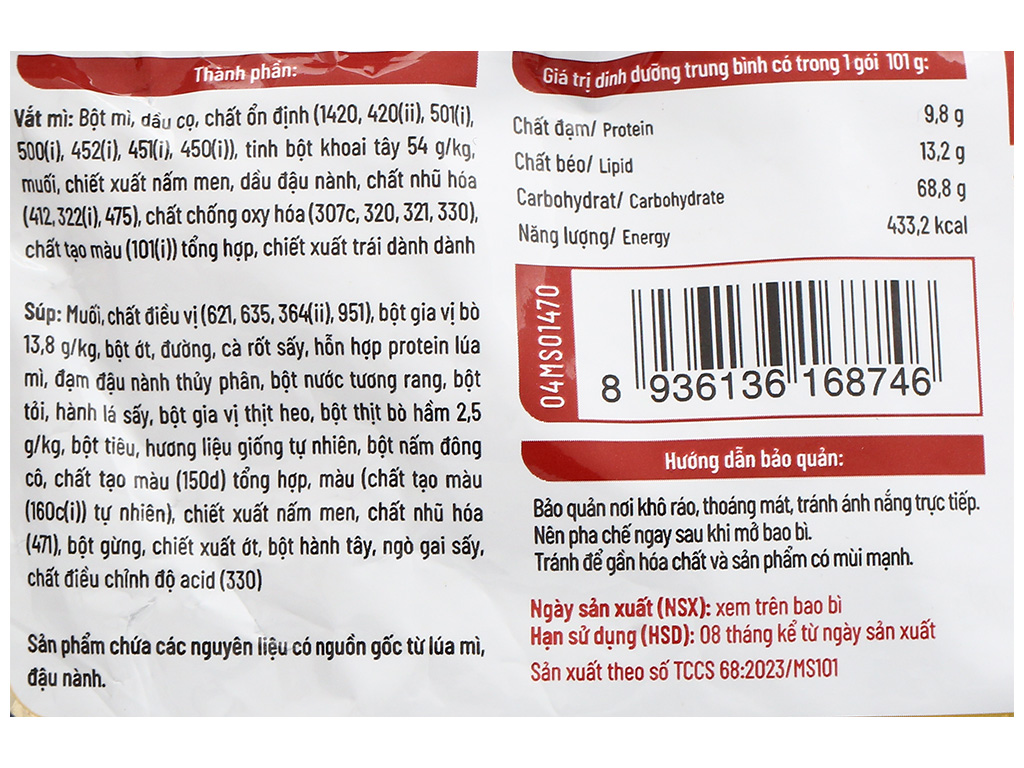 Thành phần:
Vắt mì: Bột mì, dầu cọ, chất ổn định (1420, 420(ii), 501(i),
500(i), 452(i), 451(i), 450(i)), tinh bột khoai tây 54 g/kg,
muối, chiết xuất nấm men, dầu đậu nành, chất nhũ hóa
(412, 322(i), 475), chất chống oxy hóa (307c, 320, 321, 330),
chất tạo màu (101(i)) tổng hợp, chiết xuất trái dành dành
Súp: Muối, chất điều vị (621, 635, 364(ii), 951), bột gia vị bò
13,8 g/kg, bột ớt, đường, cà rốt sấy, hỗn hợp protein lúa
mì, đạm đậu nành thủy phân, bột nước tương rang, bột
tỏi, hành lá sấy, bột gia vị thịt heo, bột thịt bò hầm 2,5
g/kg, bột tiêu, hương liệu giống tự nhiên, bột nấm đông
cô, chất tạo màu (150d) tổng hợp, màu (chất tạo màu
(160c(i)) tự nhiên), chiết xuất nấm men, chất nhũ hóa
(471), bột gừng, chiết xuất ớt, bột hành tây, ngò gai sấy,
chất điều chỉnh độ acid (330)
Sản phẩm chứa các nguyên liệu có nguồn gốc từ lúa mì,
đậu nành.
Giá trị dinh dưỡng trung bình có trong 1 gói 101 g:
Chất đạm/ Protein 9,8 g
Chất béo/ Lipid 13,2 g
Carbohydrat/ Carbohydrate 68,8 g
Năng lượng/ Energy 433,2 kcal
04MS01470
8 936136 168746
Hướng dẫn bảo quản:
Bảo quản nơi khô ráo, thoáng mát, tránh ánh nắng trực tiếp.
Nên pha chế ngay sau khi mở bao bì.
Tránh để gần hóa chất và sản phẩm có mùi mạnh.
Ngày sản xuất (NSX): xem trên bao bì
Hạn sử dụng (HSD): 08 tháng kể từ ngày sản xuất
Sản xuất theo số TCCS 68:2023/MS101